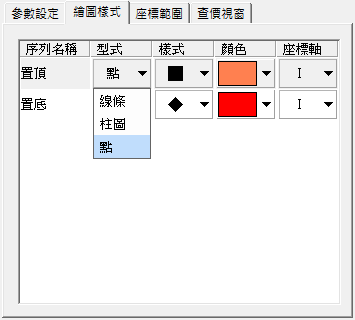 參數設定 繪圖樣式 座標範圍 查價視窗
序列名稱 型式 樣式 顏色 座標軸
置頂 點 I
置底 I
線條
柱圖
點